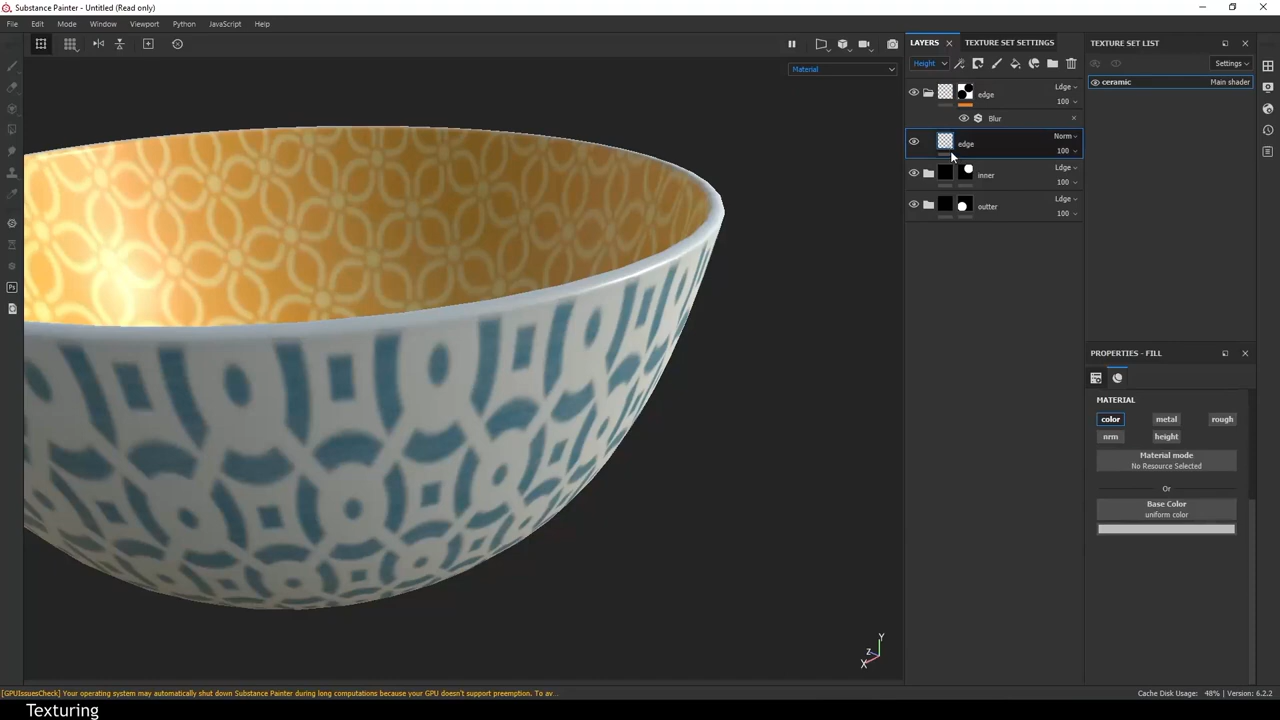 Substance Painter - Untitled (Read only)
File Edit Mode Window Viewport Python JavaScript Help
LAYERS TEXTURE SET SETTINGS TEXTURE SET LIST
Material
Height Settings
edge Ldge 100
ceramic Main shader
Blur
edge Norm 100
inner Ldge 100
outter Ldge 100
Ps
PROPERTIES - FILL
MATERIAL
color metal rough
nrm height
Material mode
No Resource Selected
Or
Base Color
uniform color
Y
Z
X
[GPUIssuesCheck] Your operating system may automatically shut down Substance Painter during long computations because your GPU doesn't support preemption. To av...
Cache Disk Usage: 48% | Version: 6.2.2
Texturing